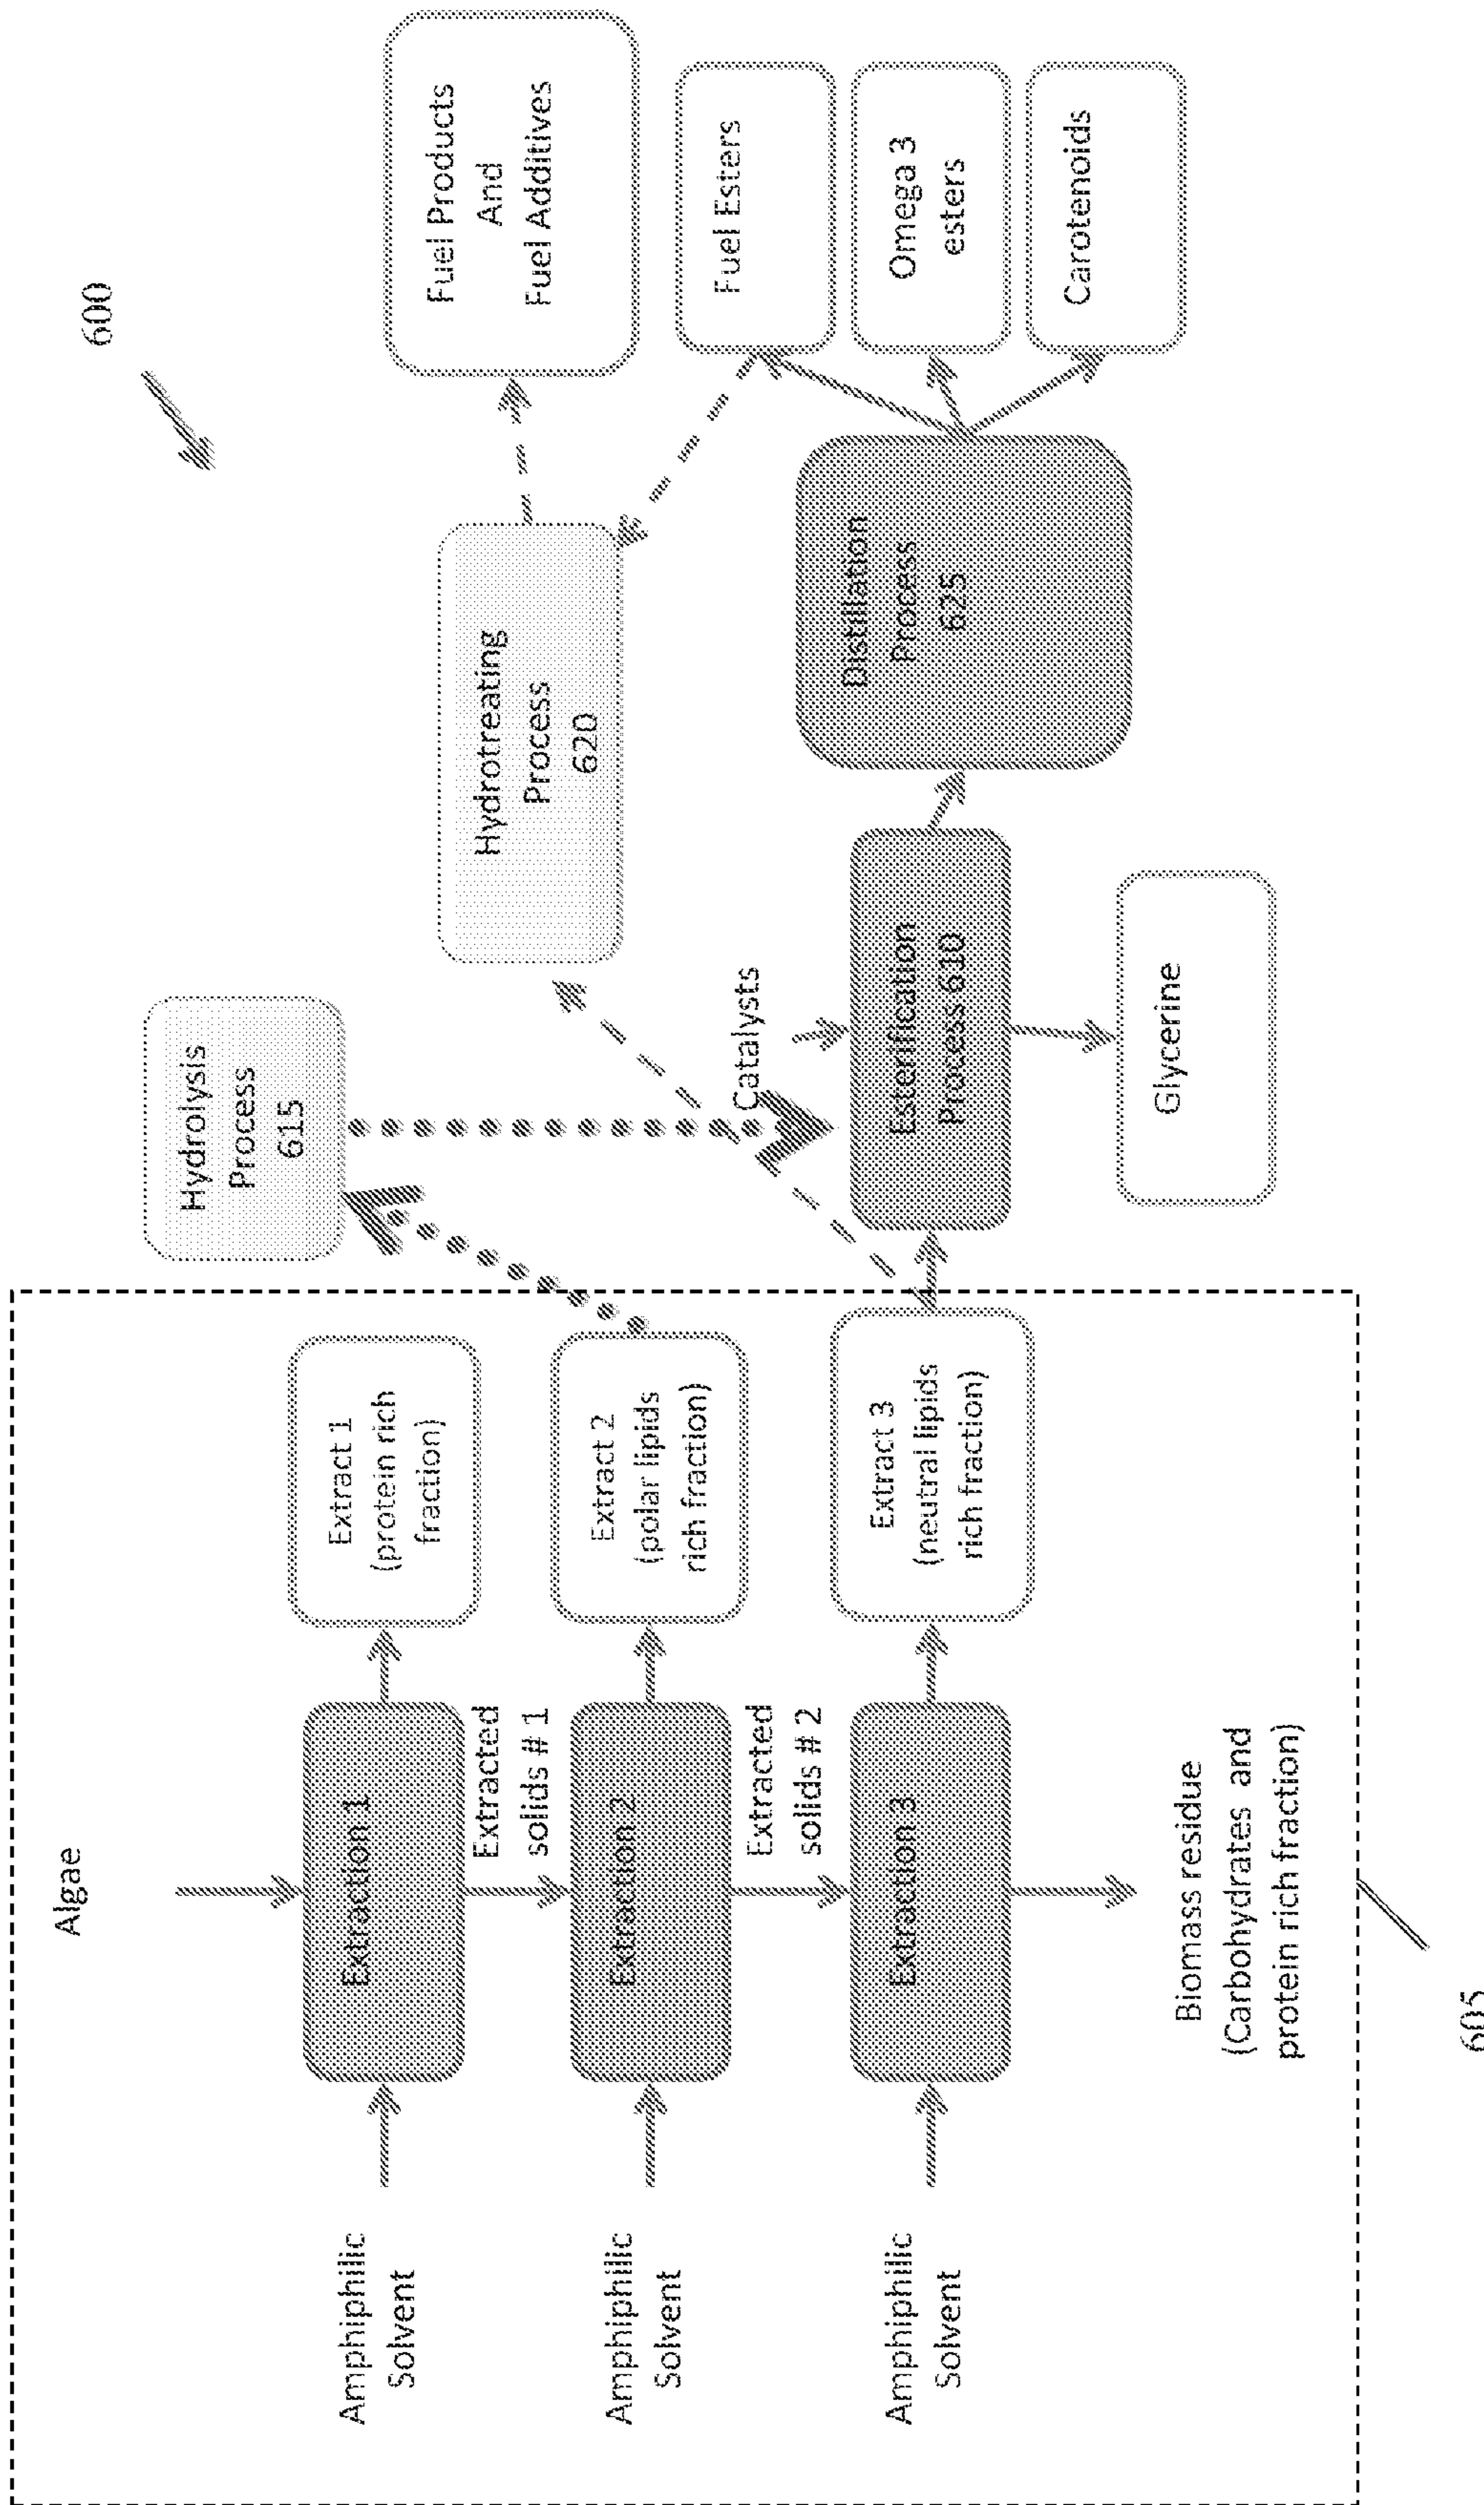 600
Algae
Amphiphilic
Solvent
Extraction 1
Extract 1
(protein rich
fraction)
Extracted
solids # 1
Amphiphilic
Solvent
Extraction 2
Extract 2
(polar lipids
rich fraction)
Extracted
solids # 2
Amphiphilic
Solvent
Extraction 3
Extract 3
(neutral lipids
rich fraction)
Biomass residue
(Carbohydrates and
protein rich fraction)
605
Hydrolysis
Process
615
Catalysts
Esterification
Process 610
Glycerine
Hydrotreating
Process
620
Distillation
Process
625
Fuel Products
And
Fuel Additives
Fuel Esters
Omega 3
esters
Carotenoids